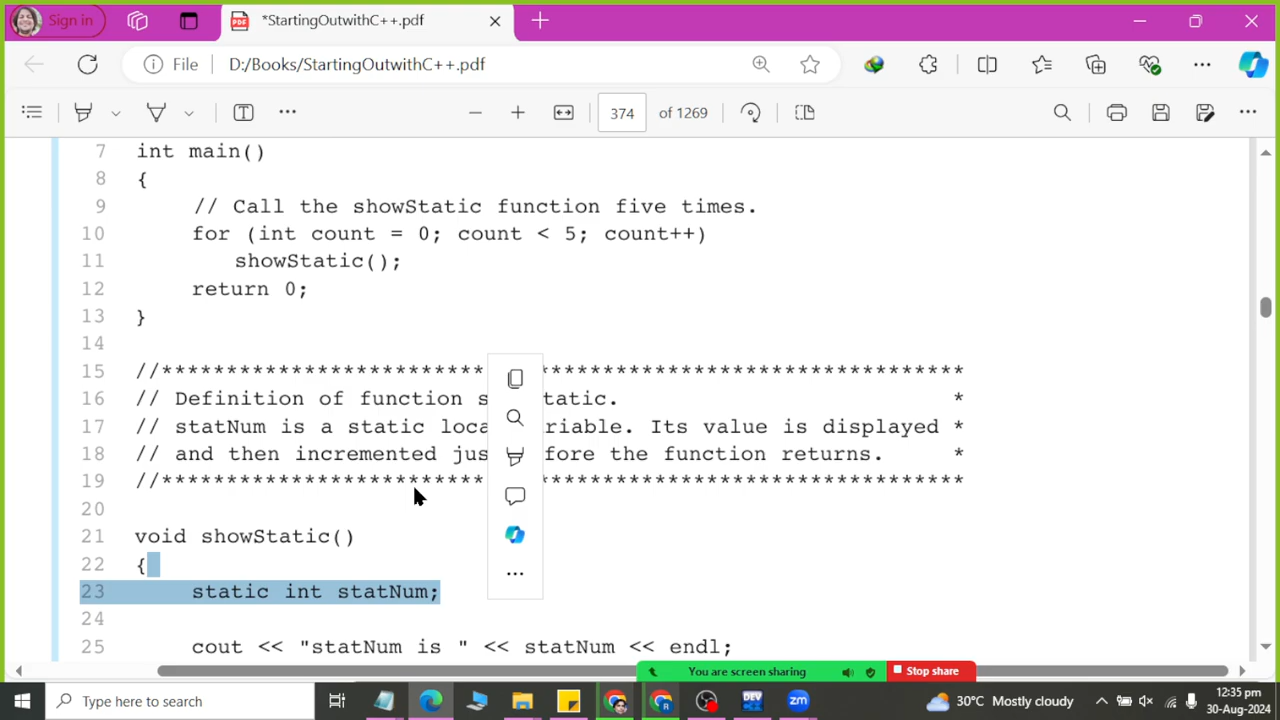 Sign in
*StartingOutwithC++.pdf
File D:/Books/StartingOutwithC++.pdf
374 of 1269
7 int main()
8 {
9 // Call the showStatic function five times.
10 for (int count = 0; count < 5; count++)
11 showStatic();
12 return 0;
13 }
14
15 //**************************************************************
16 // Definition of function s tatic. *
17 // statNum is a static loca riable. Its value is displayed *
18 // and then incremented jus fore the function returns. *
19 //**************************************************************
20
21 void showStatic()
22 {
23 static int statNum;
24
25 cout << "statNum is " << statNum << endl;
You are screen sharing Stop share
Type here to search
DEV
zm
30°C Mostly cloudy
12:35 pm
30-Aug-2024